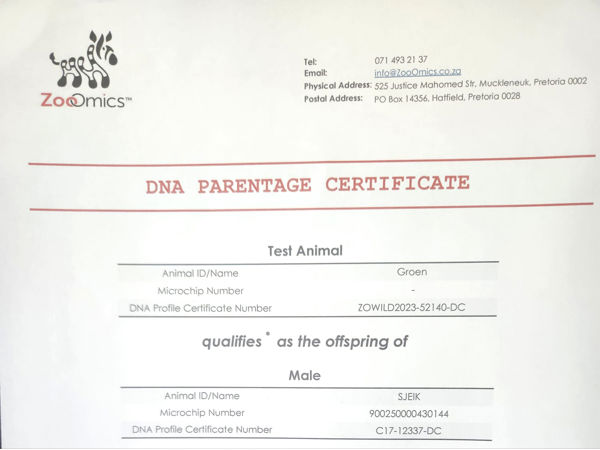 ZooOmics™
Tel: 071 493 21 37
Email: info@ZooOmics.co.za
Physical Address: 525 Justice Mahomed Str, Muckleneuk, Pretoria 0002
Postal Address: PO Box 14356, Hatfield, Pretoria 0028
DNA PARENTAGE CERTIFICATE
Test Animal
Animal ID/Name Groen
Microchip Number -
DNA Profile Certificate Number ZOWILD2023-52140-DC
qualifies * as the offspring of
Male
Animal ID/Name SJEIK
Microchip Number 900250000430144
DNA Profile Certificate Number C17-12337-DC